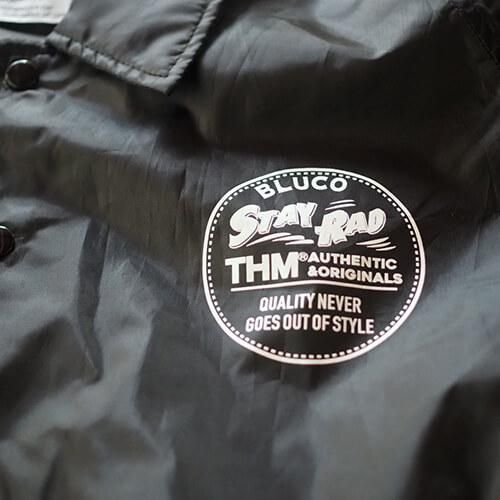 BLUCO
STAY RAD
THM® AUTHENTIC
&ORIGINALS
QUALITY NEVER
GOES OUT OF STYLE